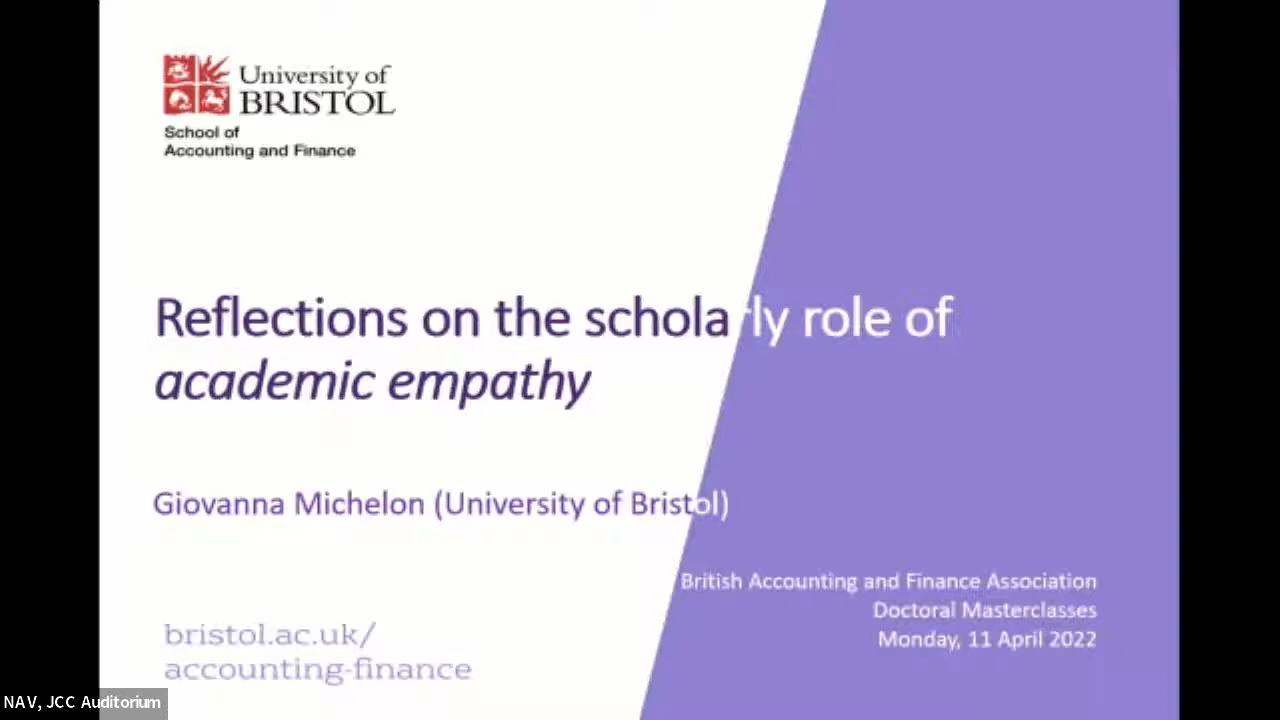 University of
BRISTOL
School of
Accounting and Finance
Reflections on the scholarly role of
academic empathy
Giovanna Michelon (University of Bristol)
British Accounting and Finance Association
Doctoral Masterclasses
Monday, 11 April 2022
bristol.ac.uk/
accounting-finance
NAV, JCC Auditorium